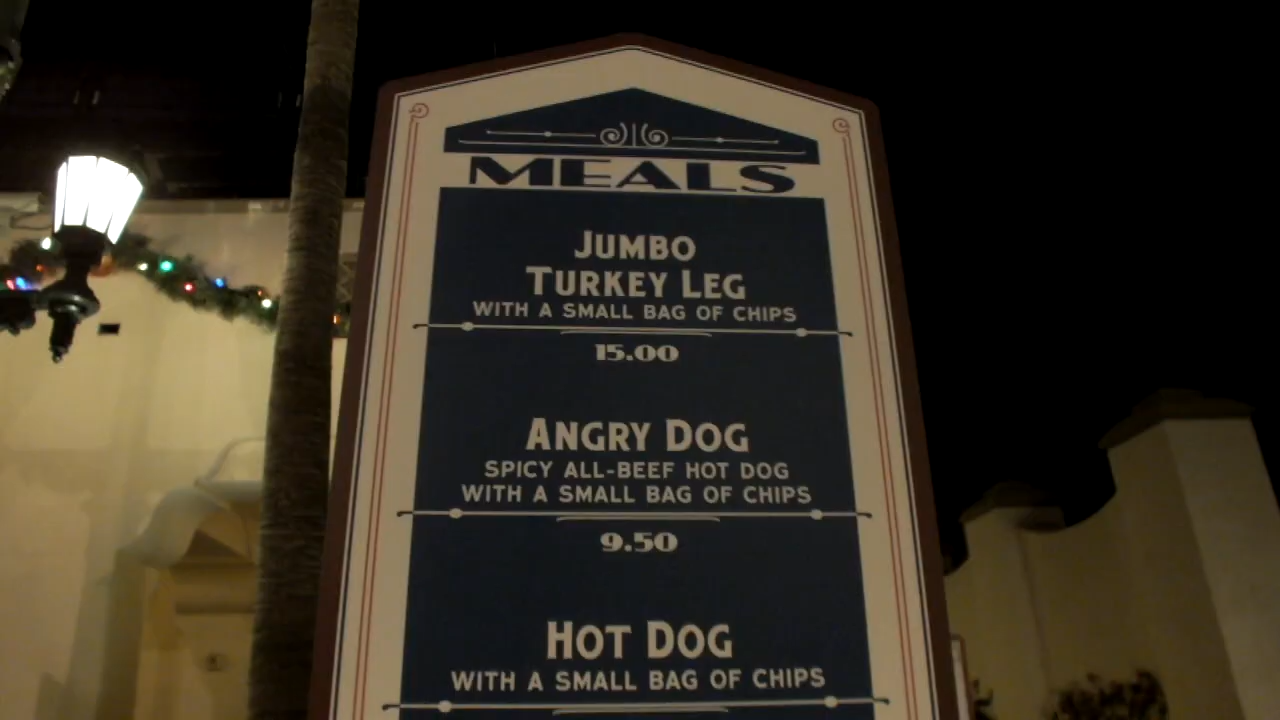 MEALS
JUMBO
TURKEY LEG
WITH A SMALL BAG OF CHIPS
15.00
ANGRY DOG
SPICY ALL-BEEF HOT DOG
WITH A SMALL BAG OF CHIPS
9.50
HOT DOG
WITH A SMALL BAG OF CHIPS